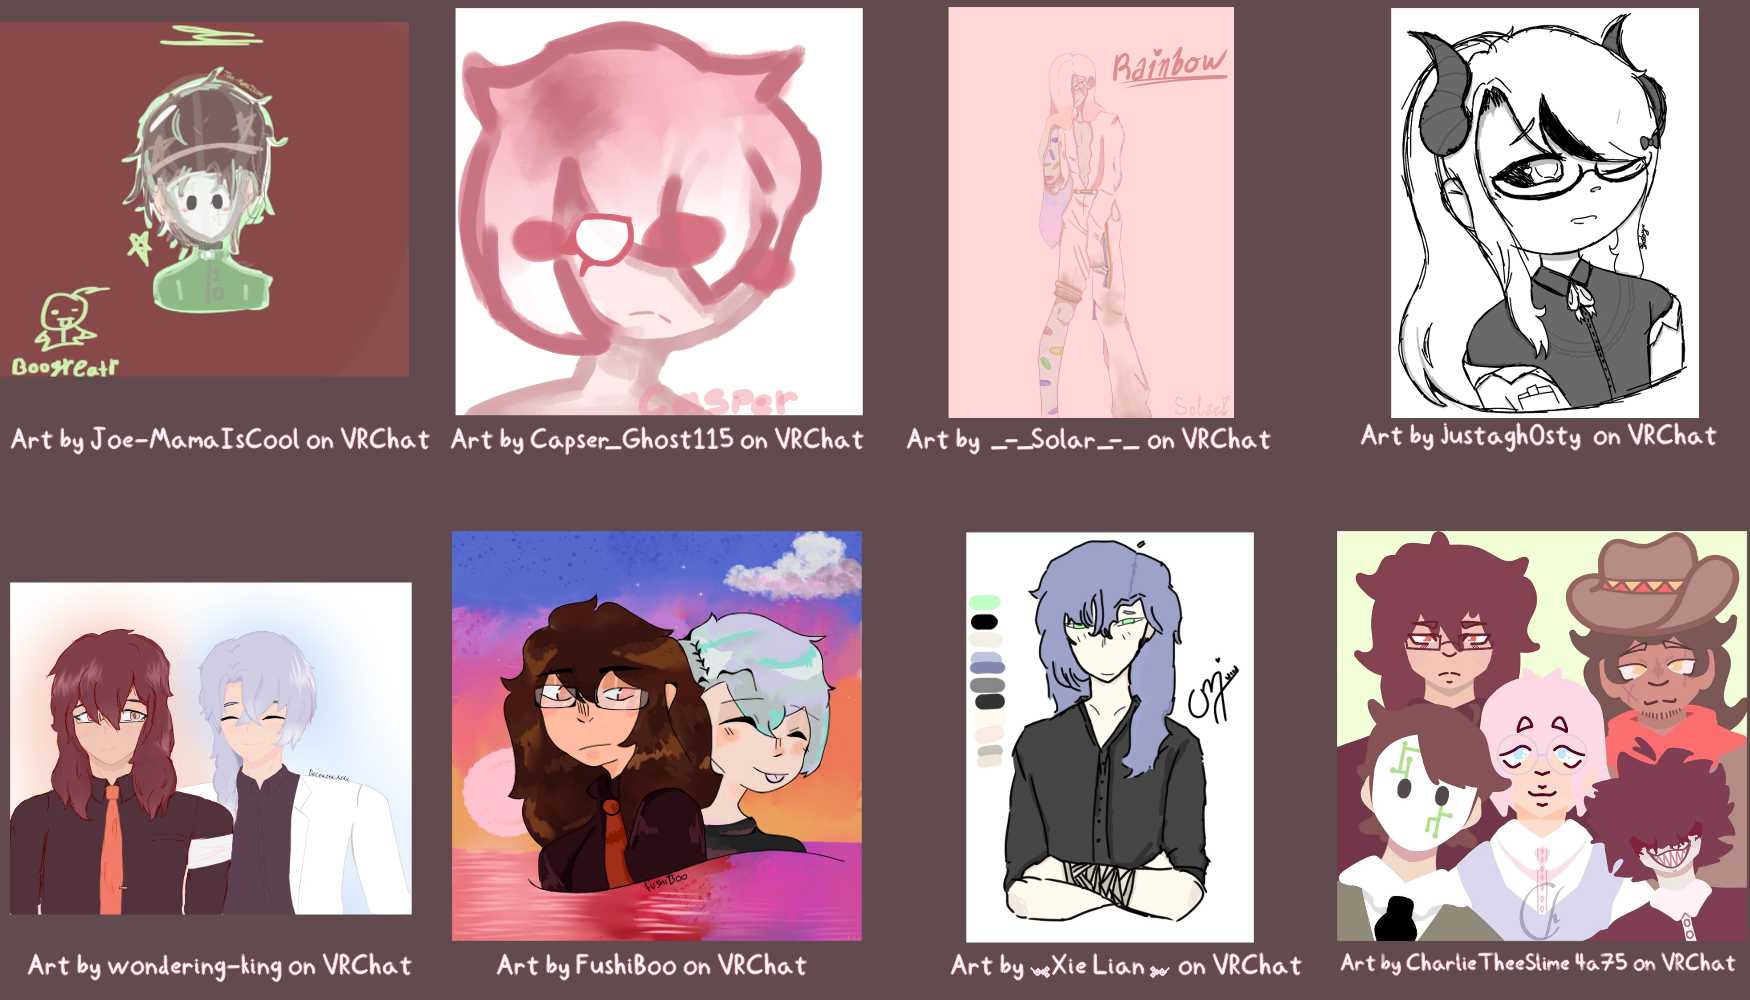 Boogreatr
Art by Joe-MamaIsCool on VRChat
Casper
Art by Capser_Ghost115 on VRChat
Rainbow
Art by _-_Solar_-_ on VRChat
Art by justagh0sty on VRChat
Art by wondering-king on VRChat
FushiBoo
Art by FushiBoo on VRChat
Art by Xie Lian on VRChat
Art by CharlieTheeSlime 4a75 on VRChat